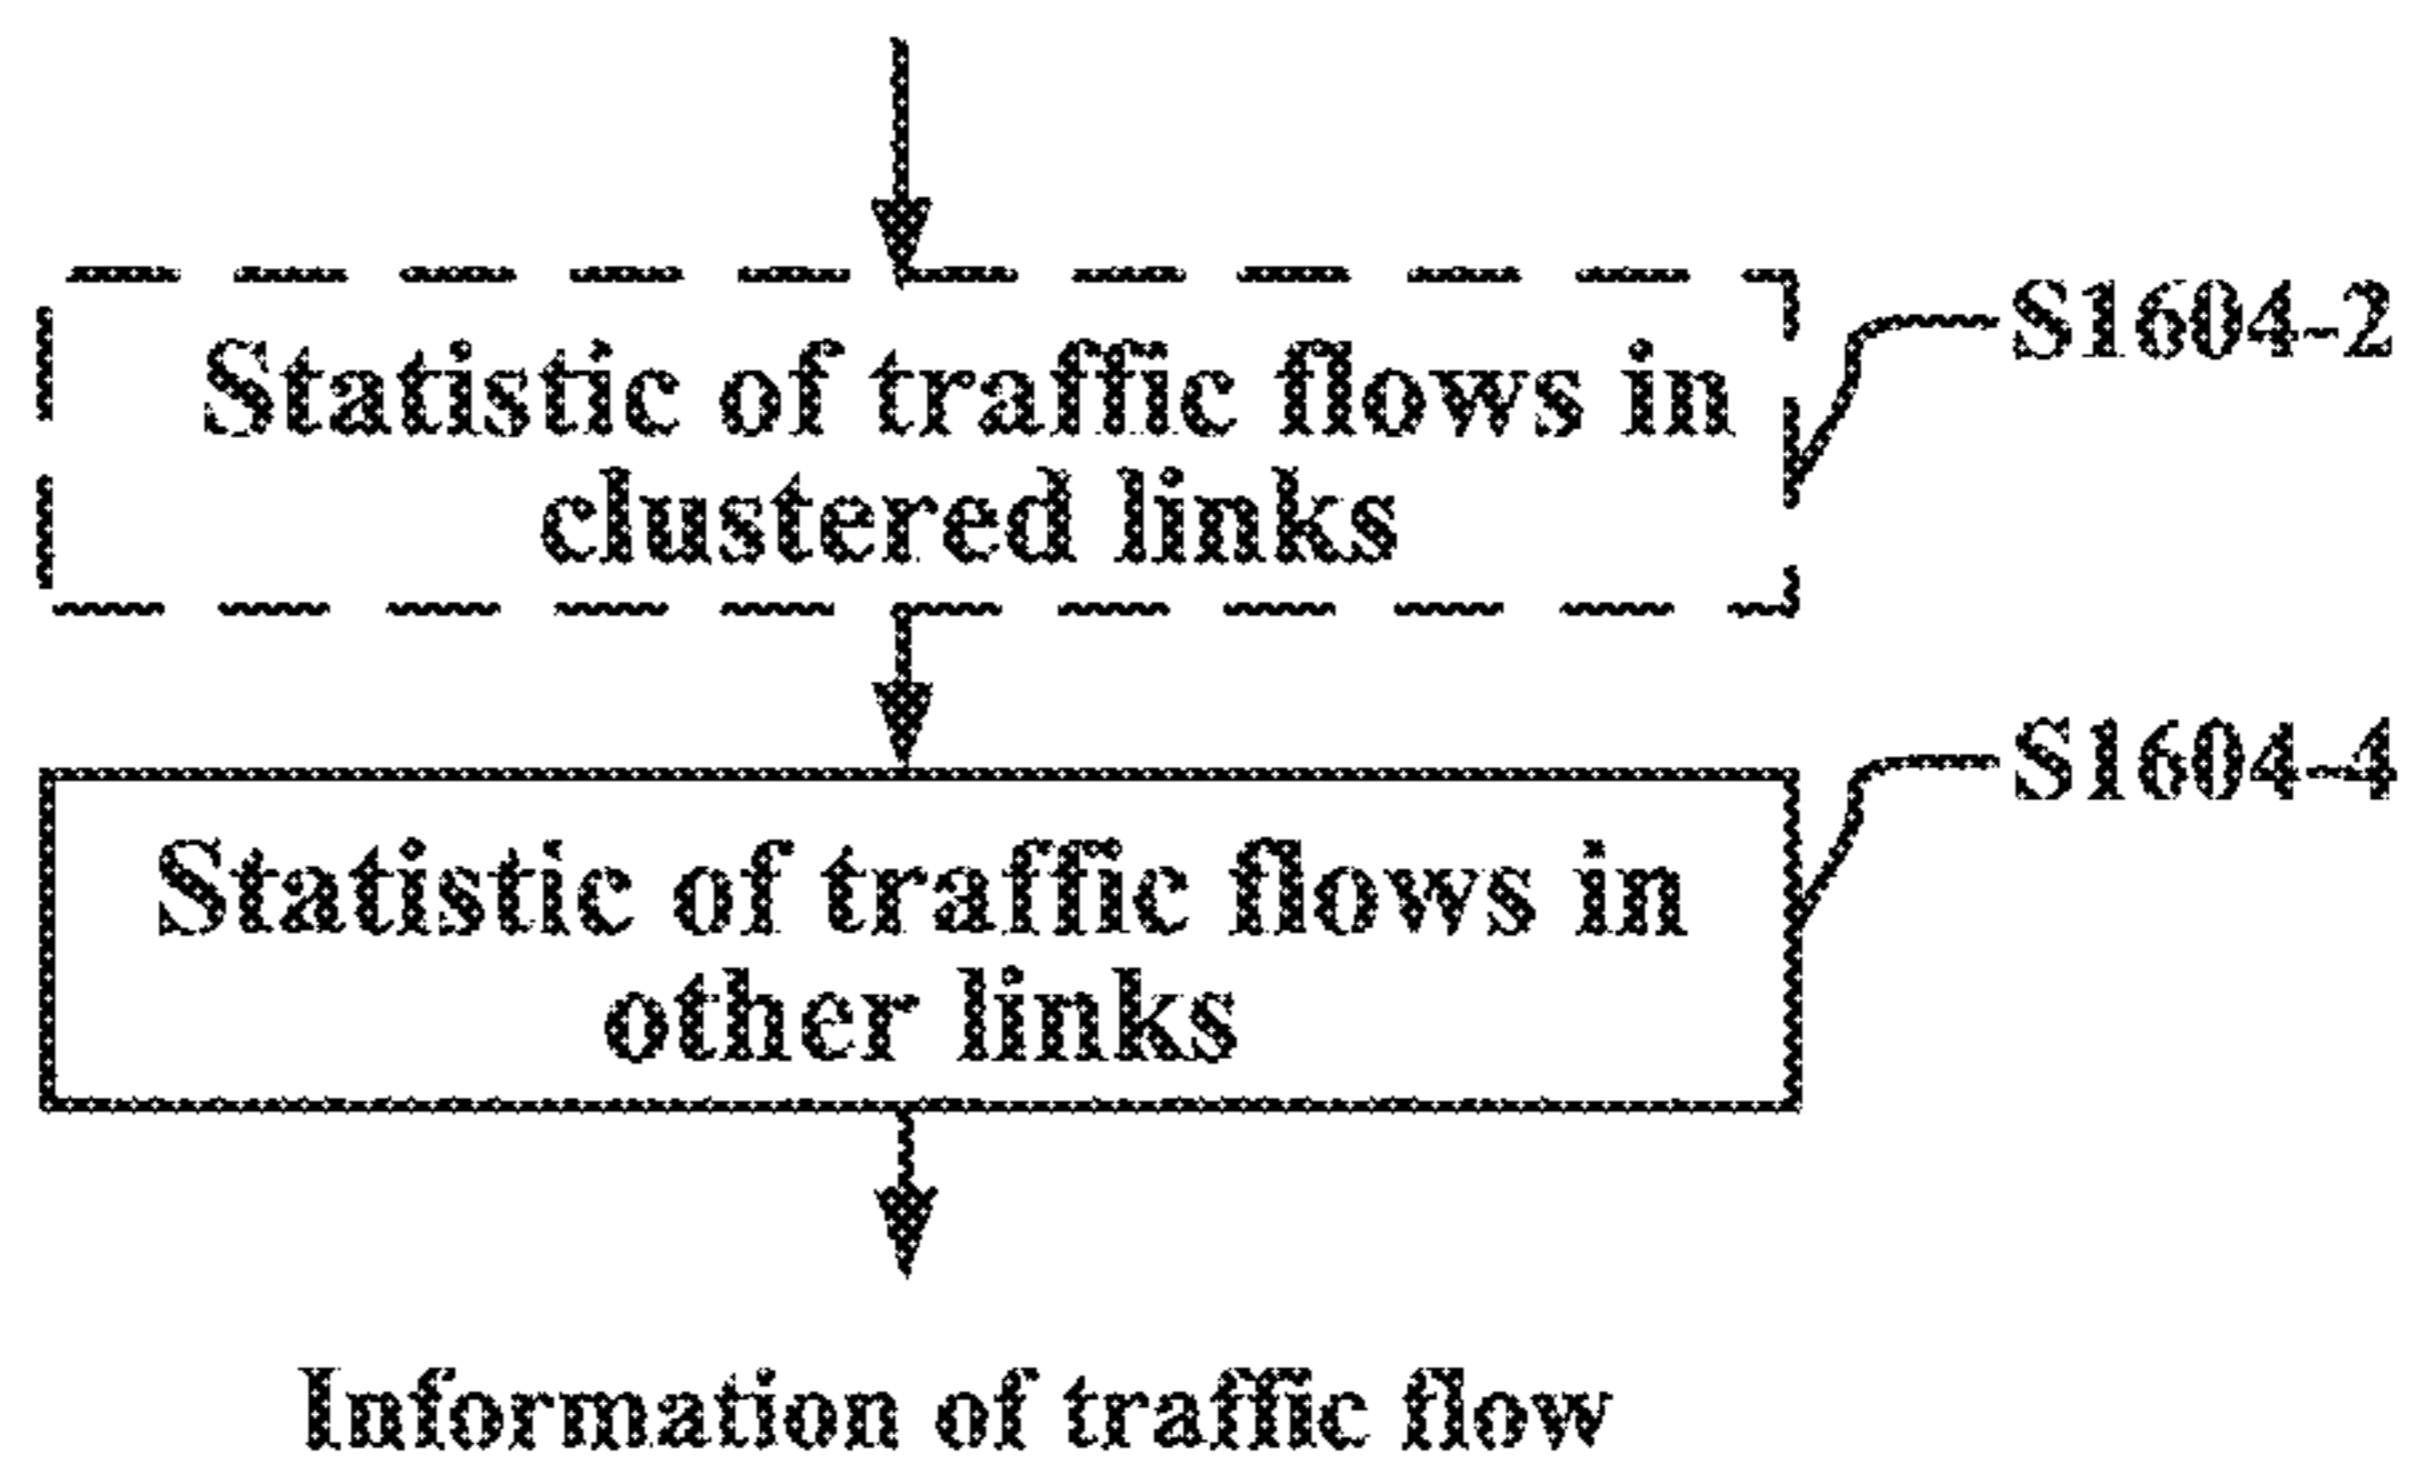 Statistic of traffic flows in
clustered links
S1604-2
Statistic of traffic flows in
other links
S1604-4
Information of traffic flow